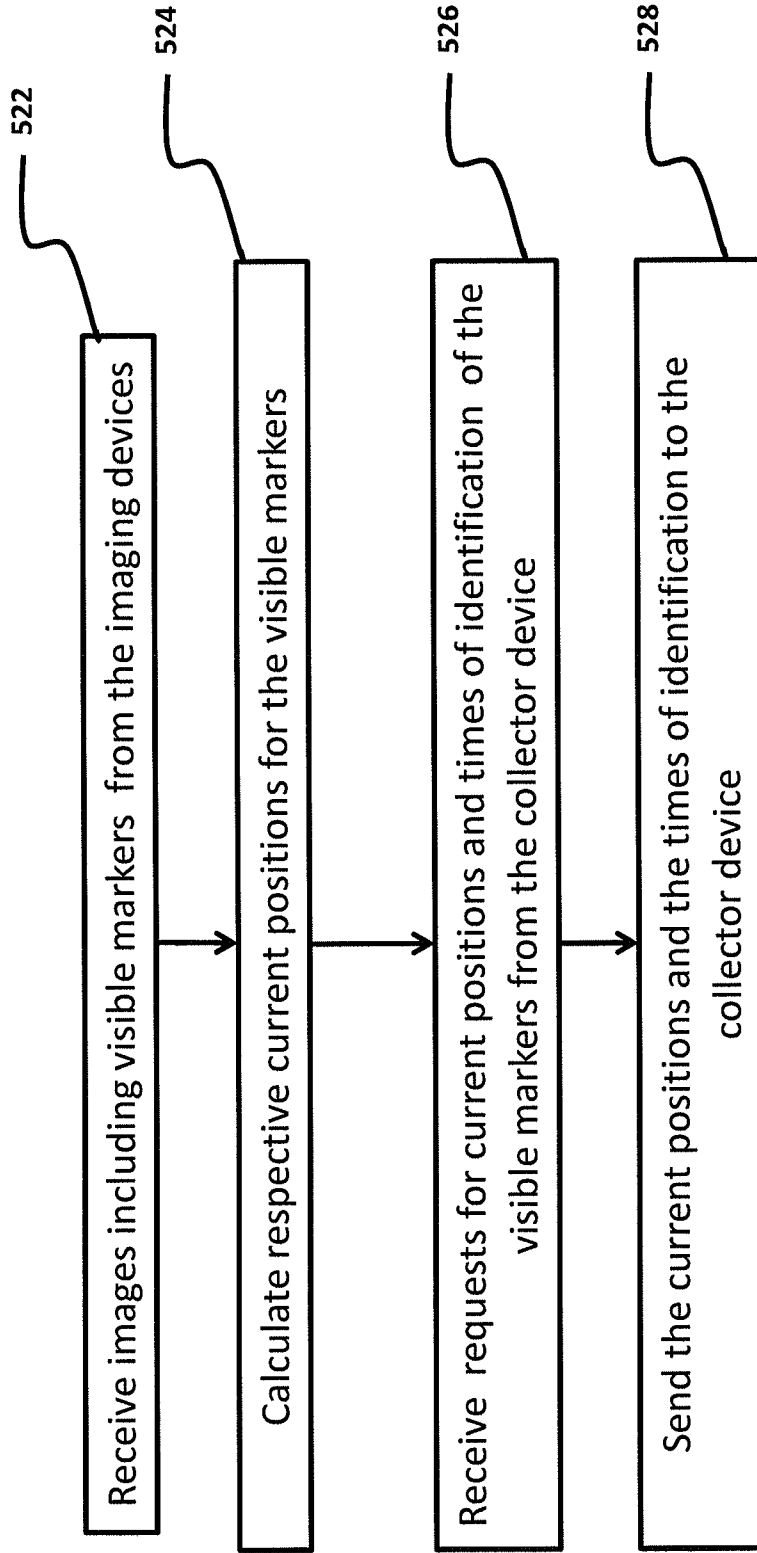 522
Receive images including visible markers from the imaging devices
524
Calculate respective current positions for the visible markers
526
Receive requests for current positions and times of identification of the
visible markers from the collector device
528
Send the current positions and the times of identification to the
collector device